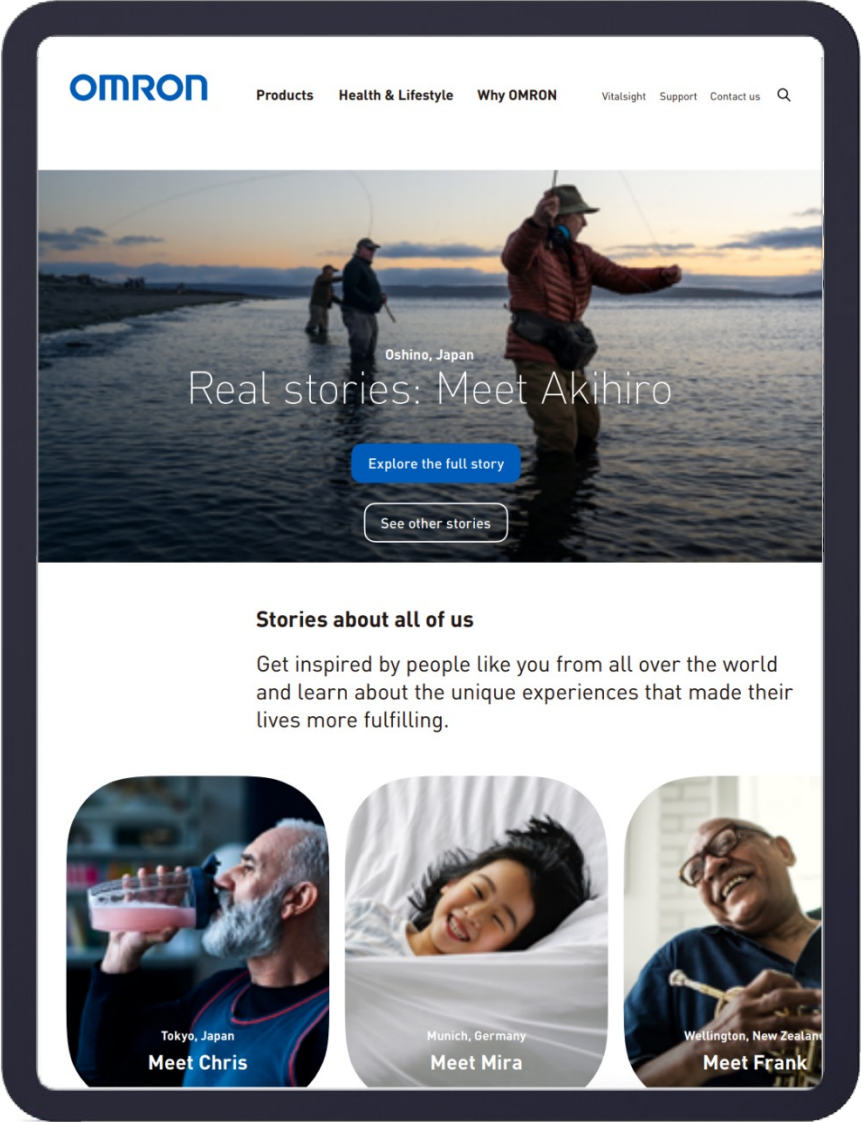 OMRON
Products Health & Lifestyle Why OMRON Vitalsight Support Contact us
Oshino, Japan
Real stories: Meet Akihiro
Explore the full story
See other stories
Stories about all of us
Get inspired by people like you from all over the world
and learn about the unique experiences that made their
lives more fulfilling.
Tokyo, Japan
Meet Chris
Munich, Germany
Meet Mira
Wellington, New Zealan
Meet Frank